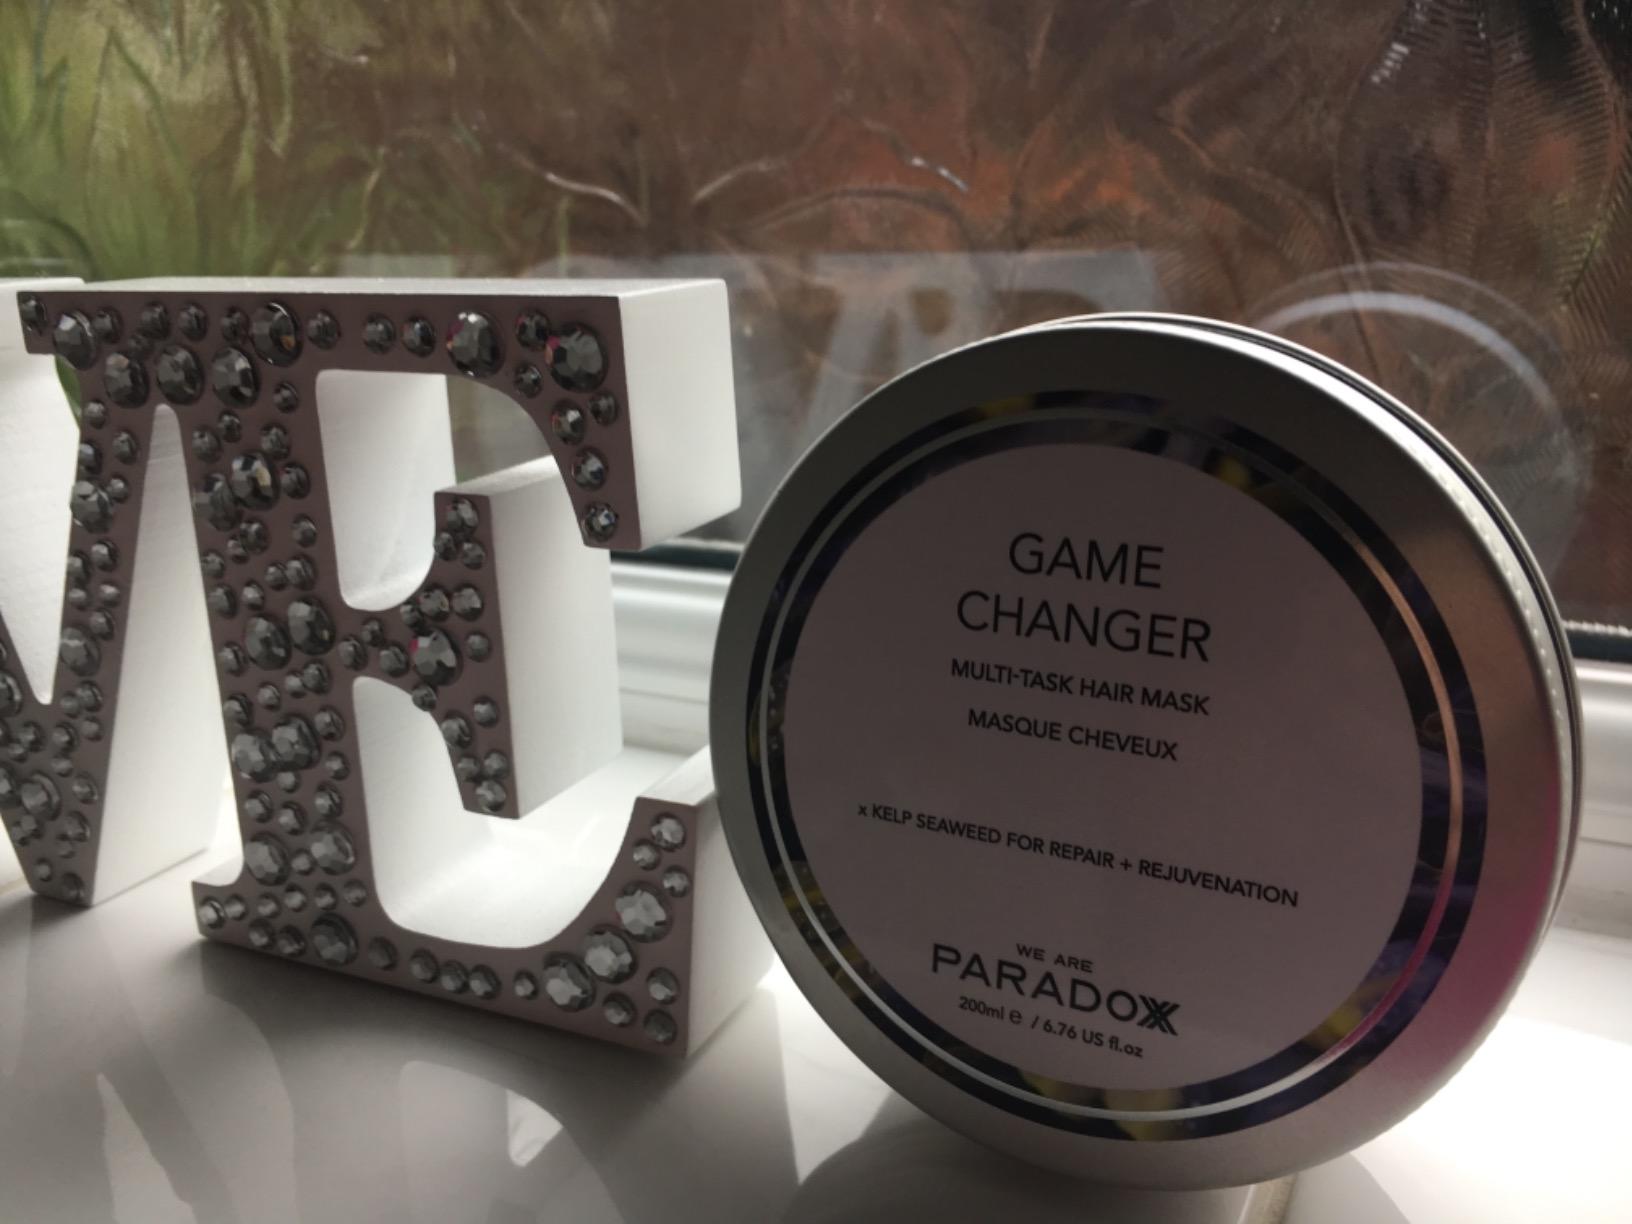 VE
GAME
CHANGER
MULTI-TASK HAIR MASK
MASQUE CHEVEUX
x KELP SEAWEED FOR REPAIR + REJUVENATION
WE ARE
PARADOXX
200ml e / 6.76 US fl.oz